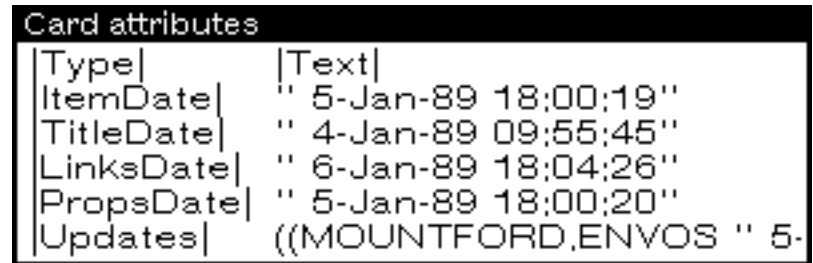 Card attributes
|Type| |Text|
|ItemDate| " 5-Jan-89 18:00:19"
|TitleDate| " 4-Jan-89 09:55:45"
|LinksDate| " 6-Jan-89 18:04:26"
|PropsDate| " 5-Jan-89 18:00:20"
|Updates| ((MOUNTFORD.ENVOS " 5-